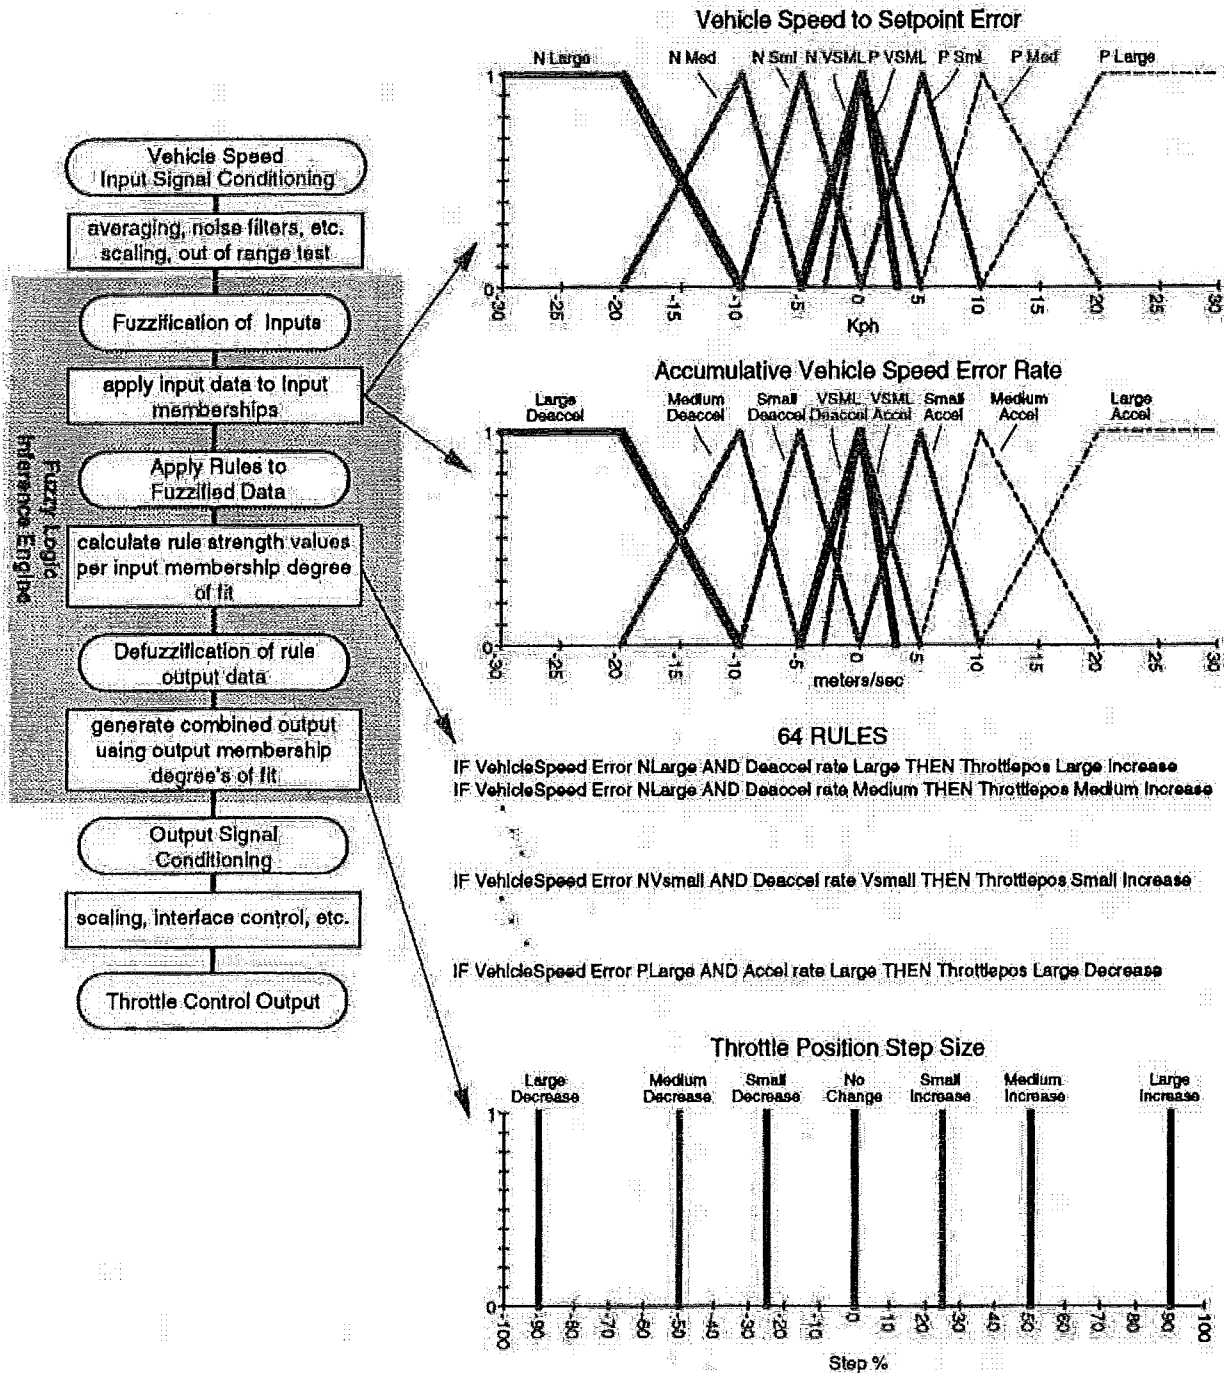 Vehicle Speed
Input Signal Conditioning
averaging, noise filters, etc.
scaling, out of range test
Fuzzification of Inputs
apply input data to Input
memberships
Apply Rules to
Fuzzified Data
calculate rule strength values
per input membership degree
of fit
Defuzzification of rule
output data
generate combined output
using output membership
degree's of fit
Output Signal
Conditioning
scaling, interface control, etc.
Throttle Control Output
Fuzzy Logic
Inference Engine
Vehicle Speed to Setpoint Error
N Large N Med N Sml N VSML P VSML P Sml P Med P Large
1
0
-30 -25 -20 -15 -10 -5 0 5 10 15 20 25 30
Kph
Accumulative Vehicle Speed Error Rate
Large Medium Small VSML VSML Small Medium Large
Deaccel Deaccel Deaccel Deaccel Accel Accel Accel Accel
1
0
-30 -25 -20 -15 -10 -5 0 5 10 15 20 25 30
meters/sec
64 RULES
IF VehicleSpeed Error NLarge AND Deaccel rate Large THEN Throttlepos Large Increase
IF VehicleSpeed Error NLarge AND Deaccel rate Medium THEN Throttlepos Medium Increase
IF VehicleSpeed Error NVsmall AND Deaccel rate Vsmall THEN Throttlepos Small Increase
IF VehicleSpeed Error PLarge AND Accel rate Large THEN Throttlepos Large Decrease
Throttle Position Step Size
Large Medium Small No Small Medium Large
Decrease Decrease Decrease Change Increase Increase Increase
1
0
-100 -90 -80 -70 -60 -50 -40 -30 -20 -10 0 10 20 30 40 50 60 70 80 90 100
Step %